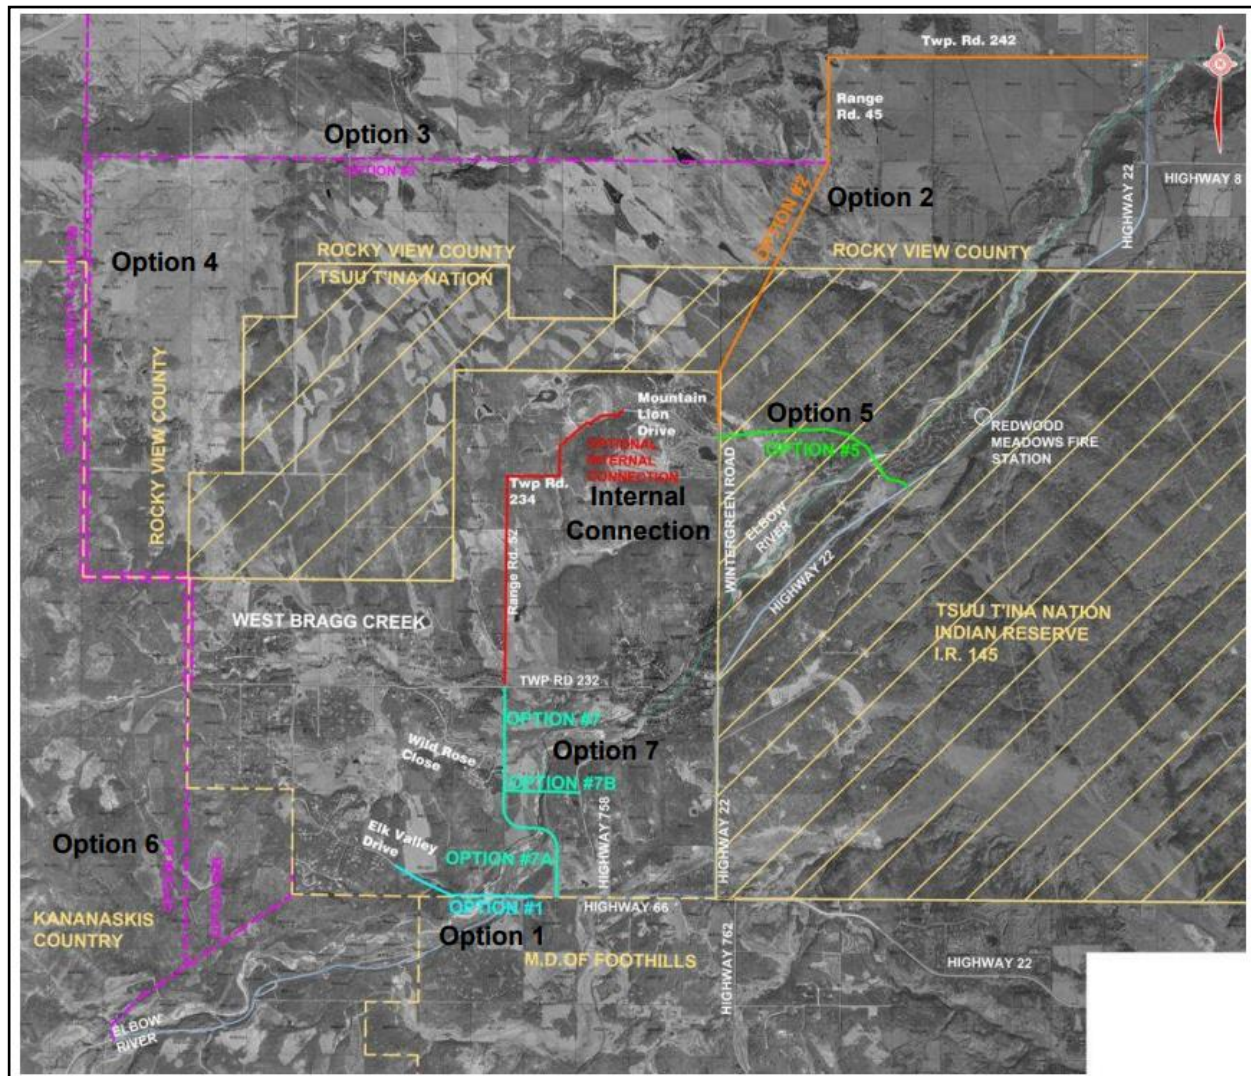 Twp. Rd. 242
Range
Rd. 45
Option 3
HIGHWAY 8
HIGHWAY 22
Option 2
OPTION #2
ROCKY VIEW COUNTY
TSUU T'INA NATION
ROCKY VIEW COUNTY
Option 4
ROCKY VIEW COUNTY
Mountain
Lion
Drive
Option 5
OPTION #5
REDWOOD
MEADOWS FIRE
STATION
OPTIONAL
INTERNAL
CONNECTION
Twp Rd.
234
Internal
Connection
WINTERGREEN ROAD
ELBOW
RIVER
HIGHWAY 22
Range Rd. 52
WEST BRAGG CREEK
TSUU T'INA NATION
INDIAN RESERVE
I.R. 145
TWP RD 232
OPTION #7
Wild Rose
Close
Option 7
OPTION #7B
HIGHWAY 758
HIGHWAY 22
Option 6
Elk Valley
Drive
OPTION #7A
OPTION #1
HIGHWAY 66
Option 1
KANANASKIS
COUNTRY
M.D.OF FOOTHILLS
HIGHWAY 762
HIGHWAY 22
ELBOW
RIVER